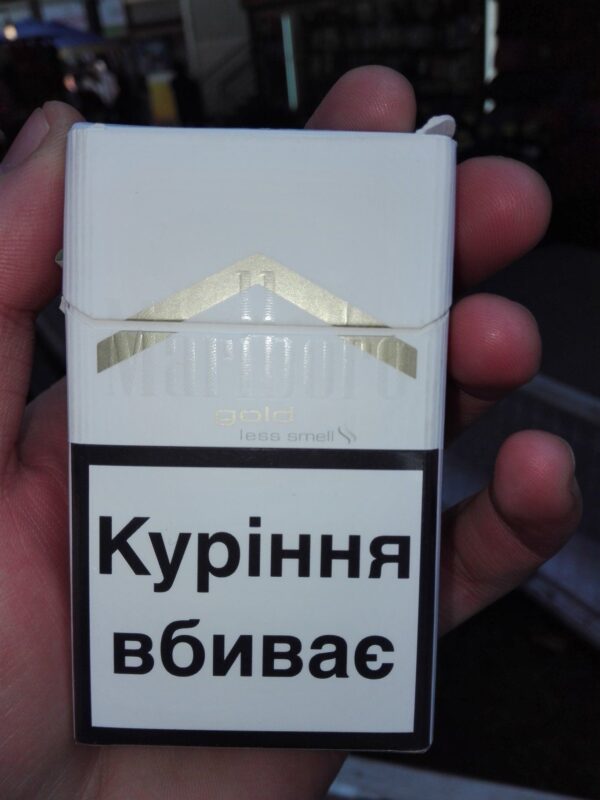 Marlboro
gold
less smell
Куріння
вбиває